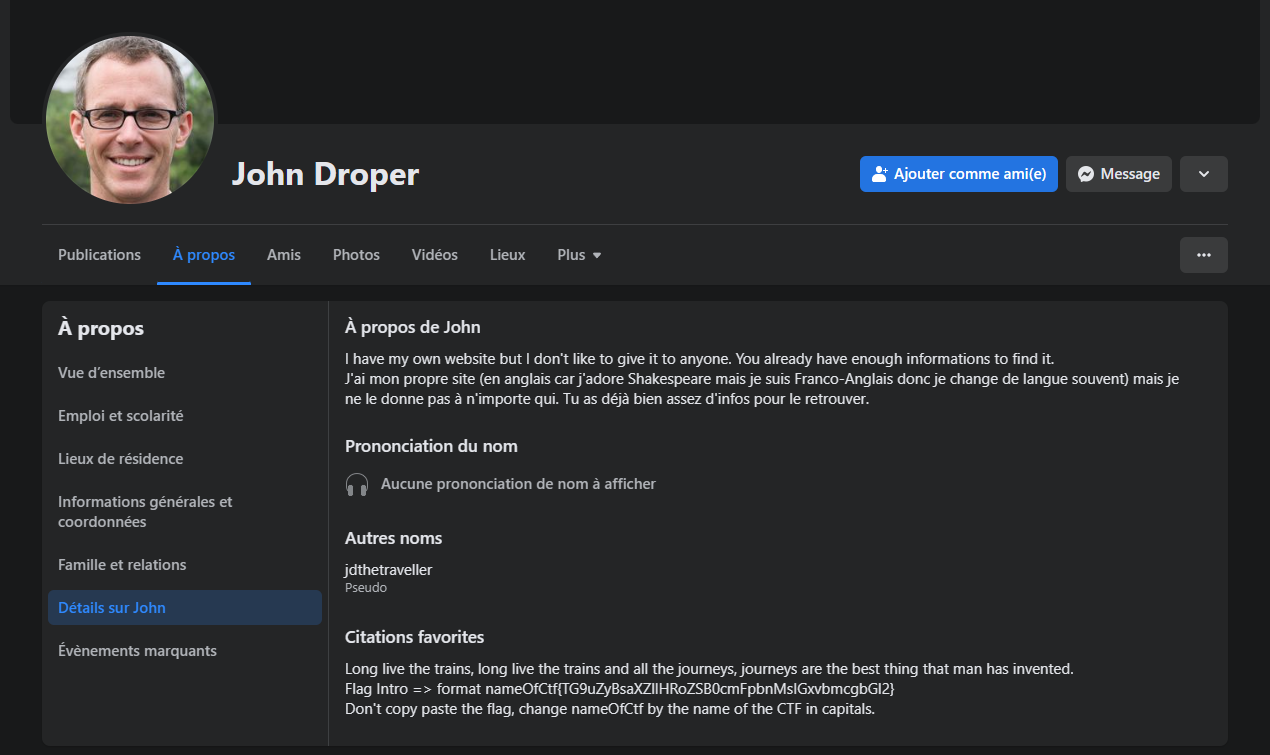 John Droper
Ajouter comme ami(e)
Message
Publications
À propos
Amis
Photos
Vidéos
Lieux
Plus
À propos
Vue d'ensemble
Emploi et scolarité
Lieux de résidence
Informations générales et
coordonnées
Famille et relations
Détails sur John
Évènements marquants
À propos de John
I have my own website but I don't like to give it to anyone. You already have enough informations to find it.
J'ai mon propre site (en anglais car j'adore Shakespeare mais je suis Franco-Anglais donc je change de langue souvent) mais je
ne le donne pas à n'importe qui. Tu as déjà bien assez d'infos pour le retrouver.
Prononciation du nom
Aucune prononciation de nom à afficher
Autres noms
jdthetraveller
Pseudo
Citations favorites
Long live the trains, long live the trains and all the journeys, journeys are the best thing that man has invented.
Flag Intro => format nameOfCtf{TG9uZyBsaXZlIHRoZSB0cmFpbnMsIGxvbmcgbGl2}
Don't copy paste the flag, change nameOfCtf by the name of the CTF in capitals.